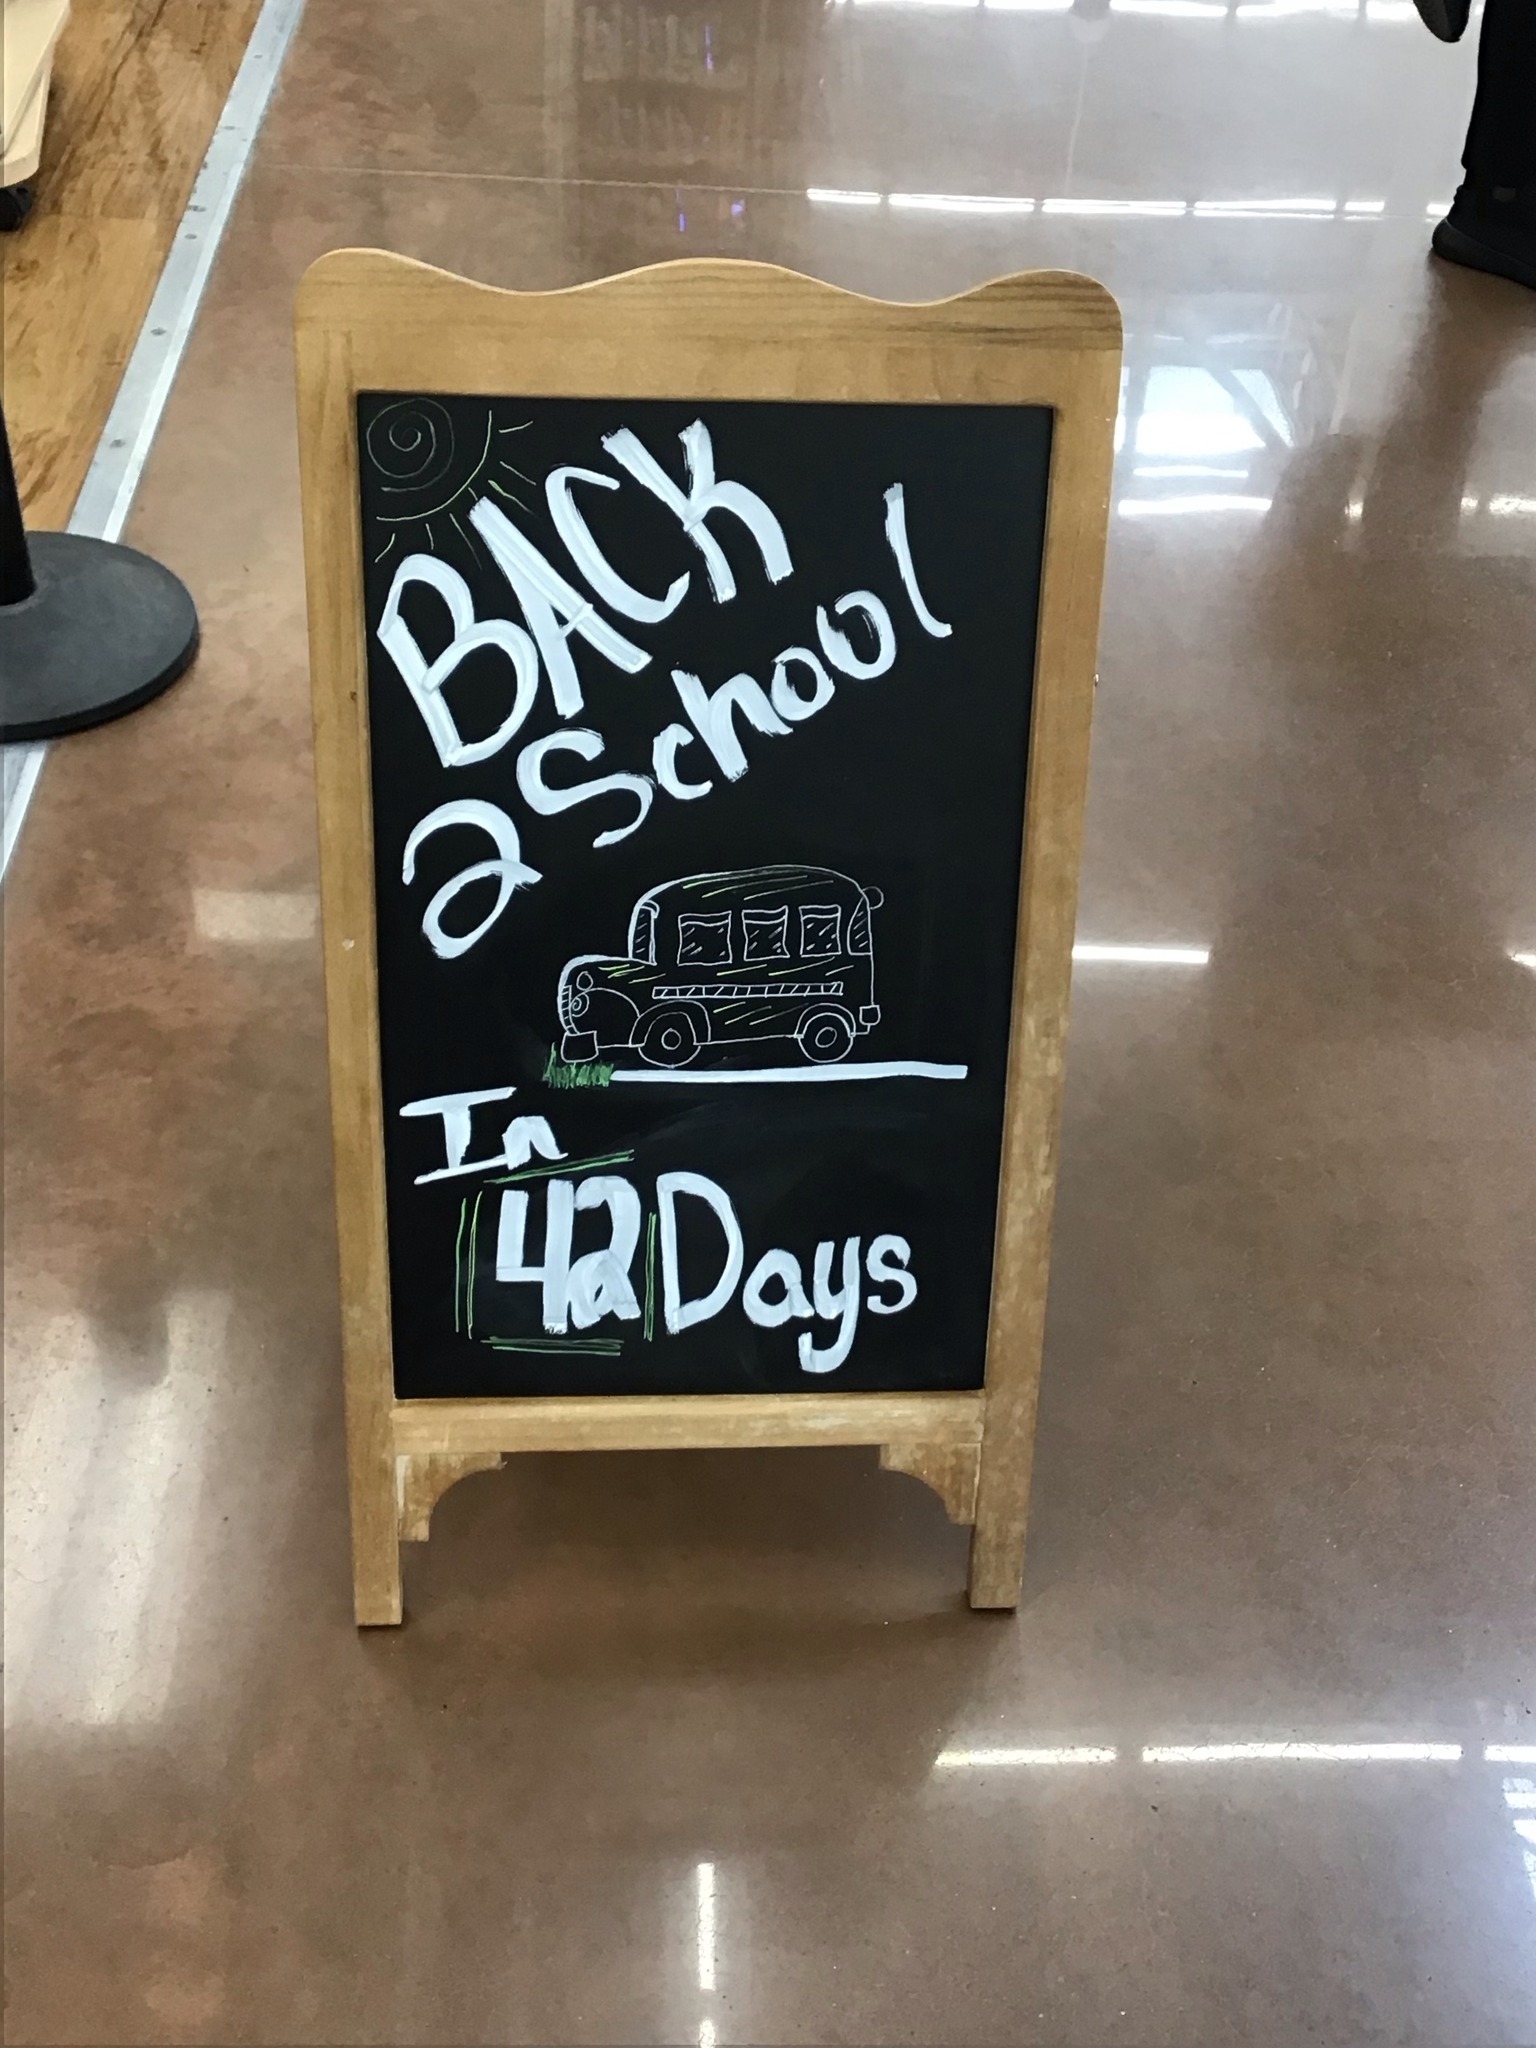 BACK
2 School
In
42 Days